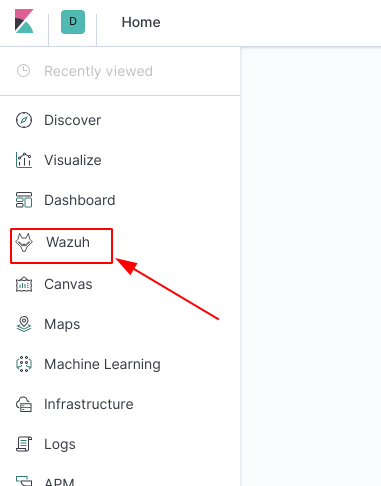 D
Home
Recently viewed
Discover
Visualize
Dashboard
Wazuh
Canvas
Maps
Machine Learning
Infrastructure
Logs
APM